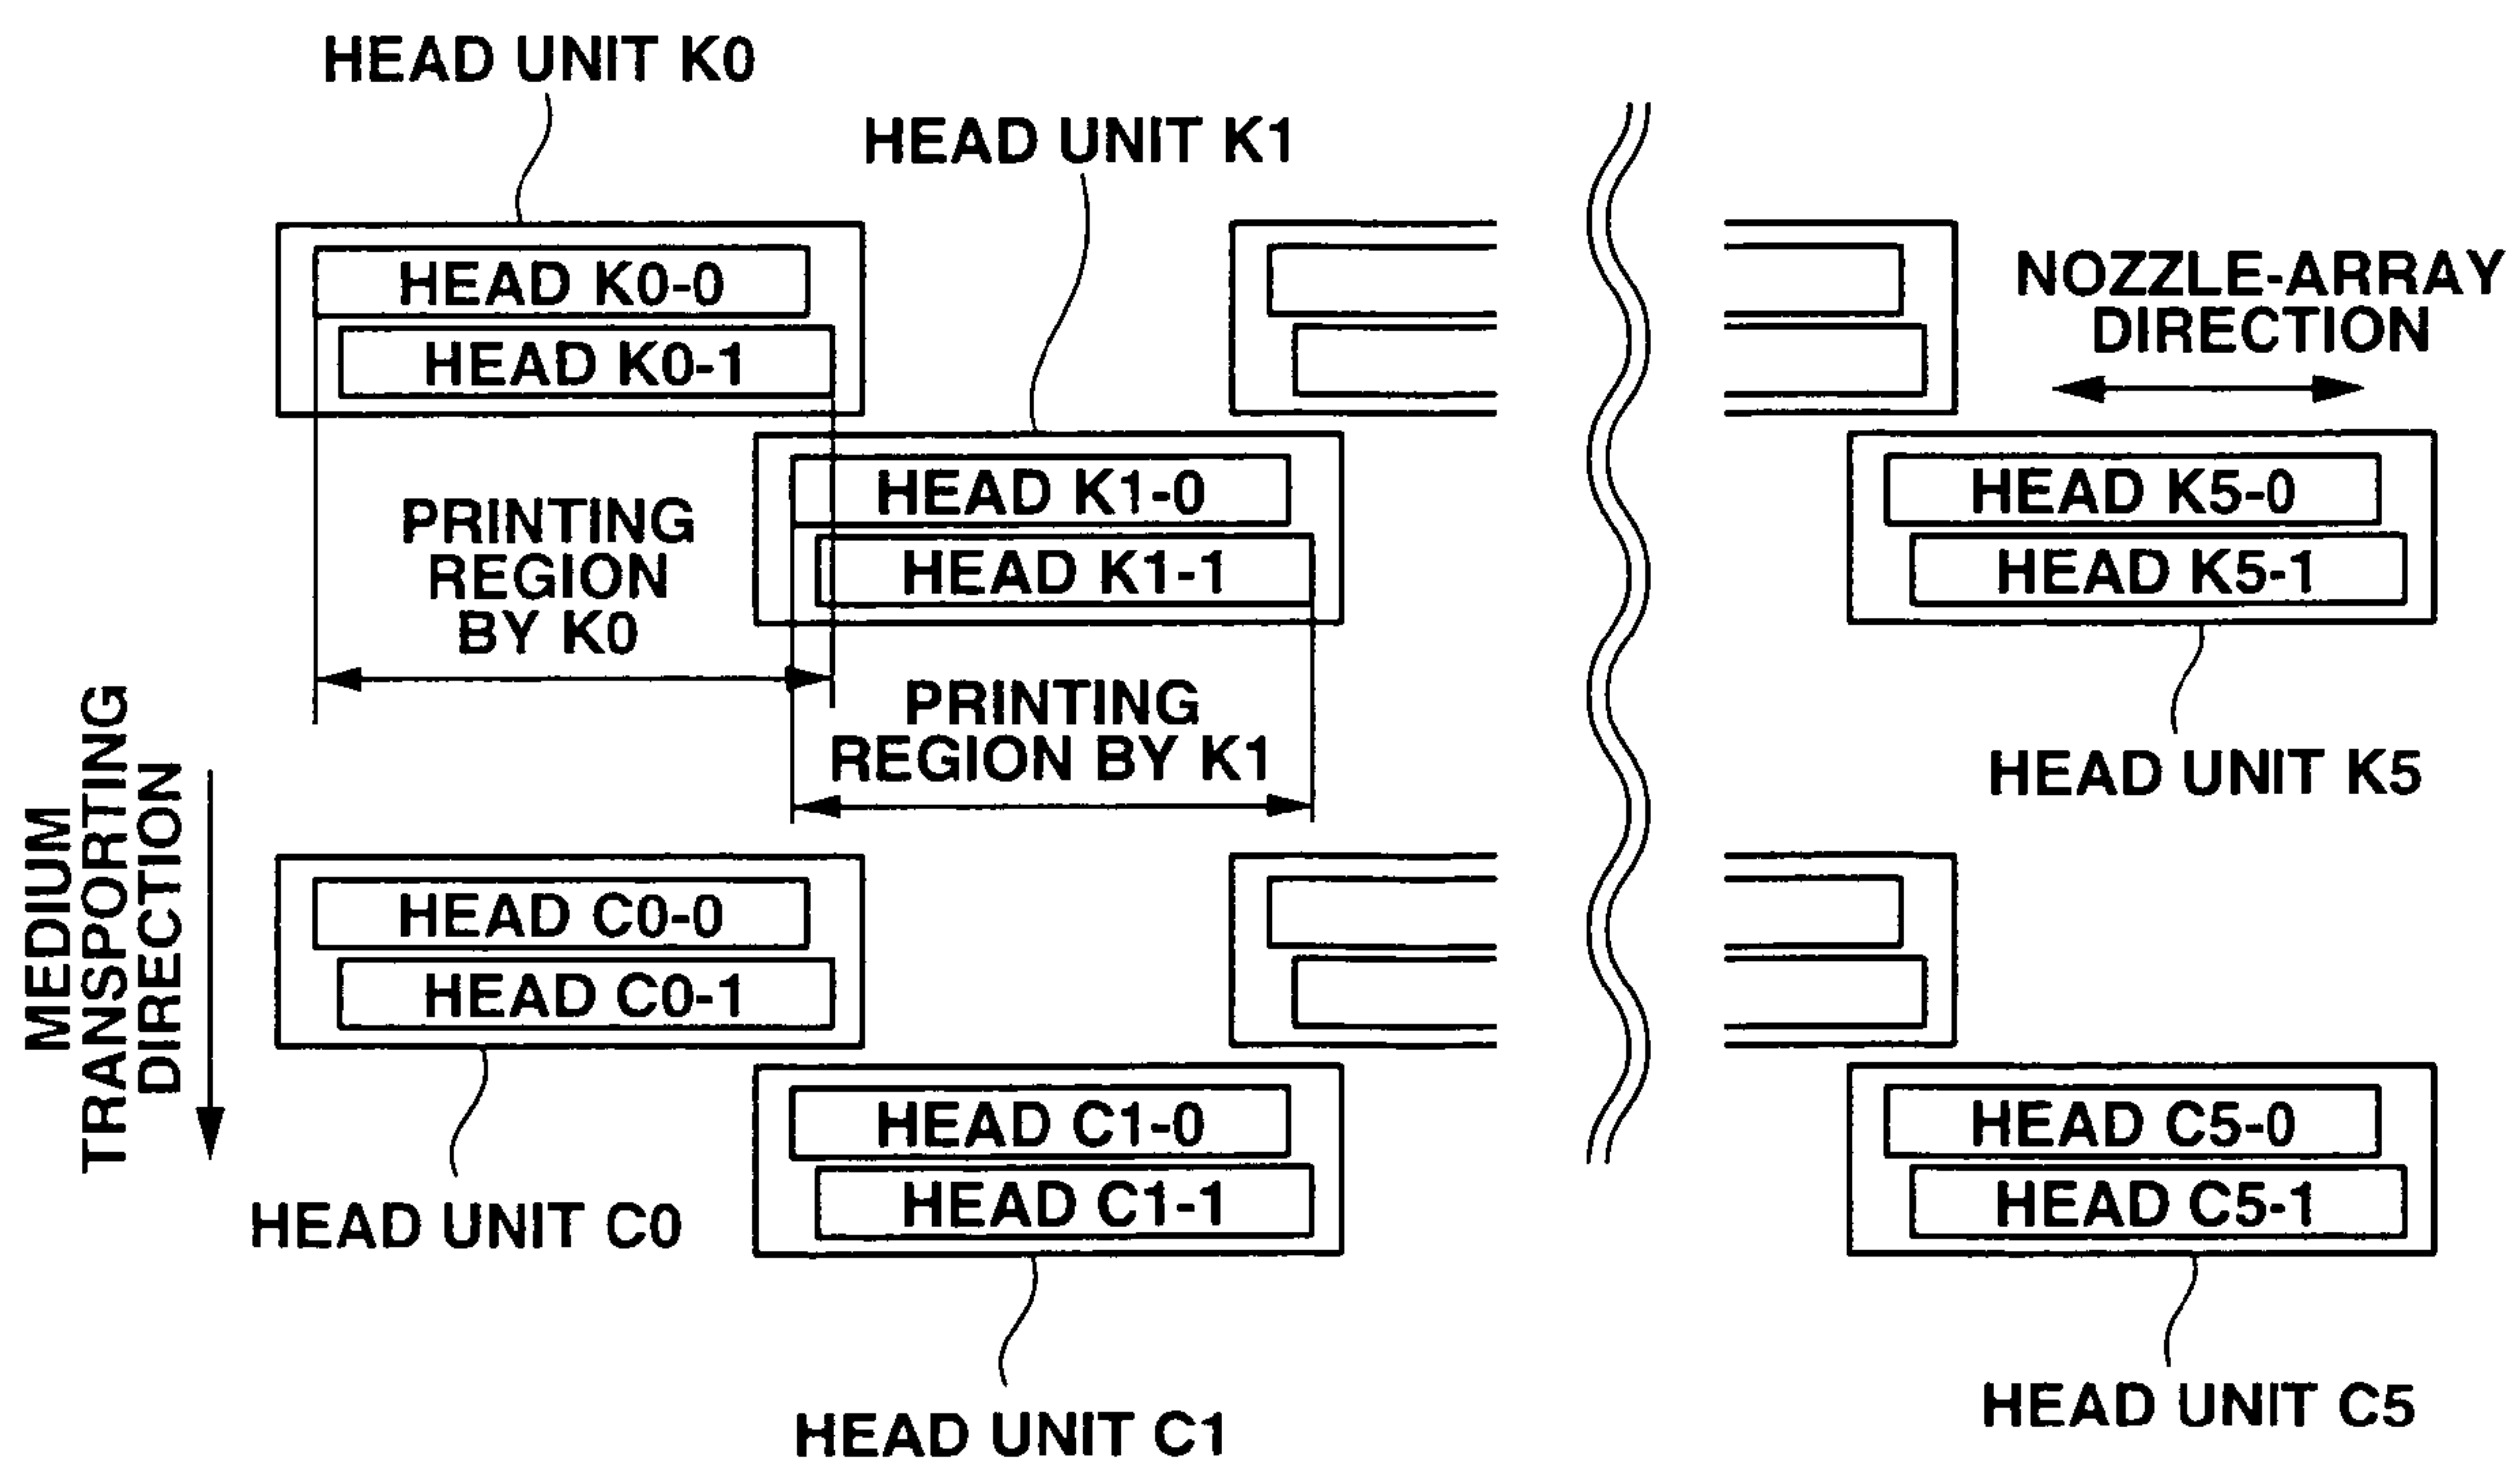 HEAD UNIT K0
HEAD UNIT K1
HEAD K0-0
HEAD K0-1
NOZZLE-ARRAY
DIRECTION
HEAD K1-0
HEAD K1-1
HEAD K5-0
HEAD K5-1
PRINTING
REGION
BY K0
PRINTING
REGION BY K1
HEAD UNIT K5
MEDIUM
TRANSPORTING
DIRECTION
HEAD C0-0
HEAD C0-1
HEAD C1-0
HEAD C1-1
HEAD C5-0
HEAD C5-1
HEAD UNIT C0
HEAD UNIT C1
HEAD UNIT C5